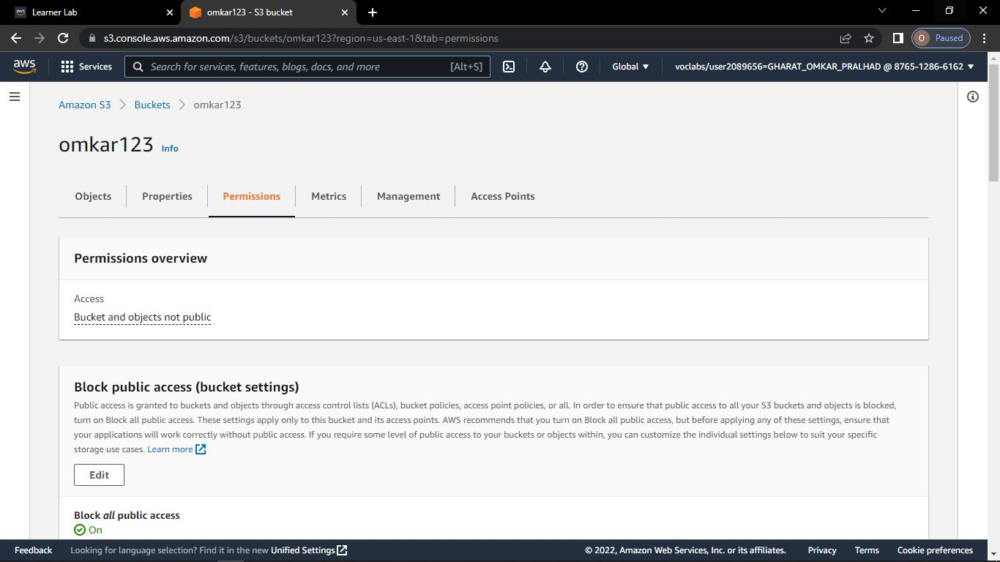 aws Learner Lab
omkar123 - S3 bucket
s3.console.aws.amazon.com/s3/buckets/omkar123?region=us-east-1&tab=permissions
O Paused
aws Services Search for services, features, blogs, docs, and more [Alt+S] Global voclabs/user2089656=GHARAT_OMKAR_PRALHAD @ 8765-1286-6162
Amazon S3 Buckets omkar123
omkar123 Info
Objects Properties Permissions Metrics Management Access Points
Permissions overview
Access
Bucket and objects not public
Block public access (bucket settings)
Public access is granted to buckets and objects through access control lists (ACLs), bucket policies, access point policies, or all. In order to ensure that public access to all your S3 buckets and objects is blocked,
turn on Block all public access. These settings apply only to this bucket and its access points. AWS recommends that you turn on Block all public access, but before applying any of these settings, ensure that
your applications will work correctly without public access. If you require some level of public access to your buckets or objects within, you can customize the individual settings below to suit your specific
storage use cases. Learn more
Edit
Block all public access
On
Feedback Looking for language selection? Find it in the new Unified Settings © 2022, Amazon Web Services, Inc. or its affiliates. Privacy Terms Cookie preferences